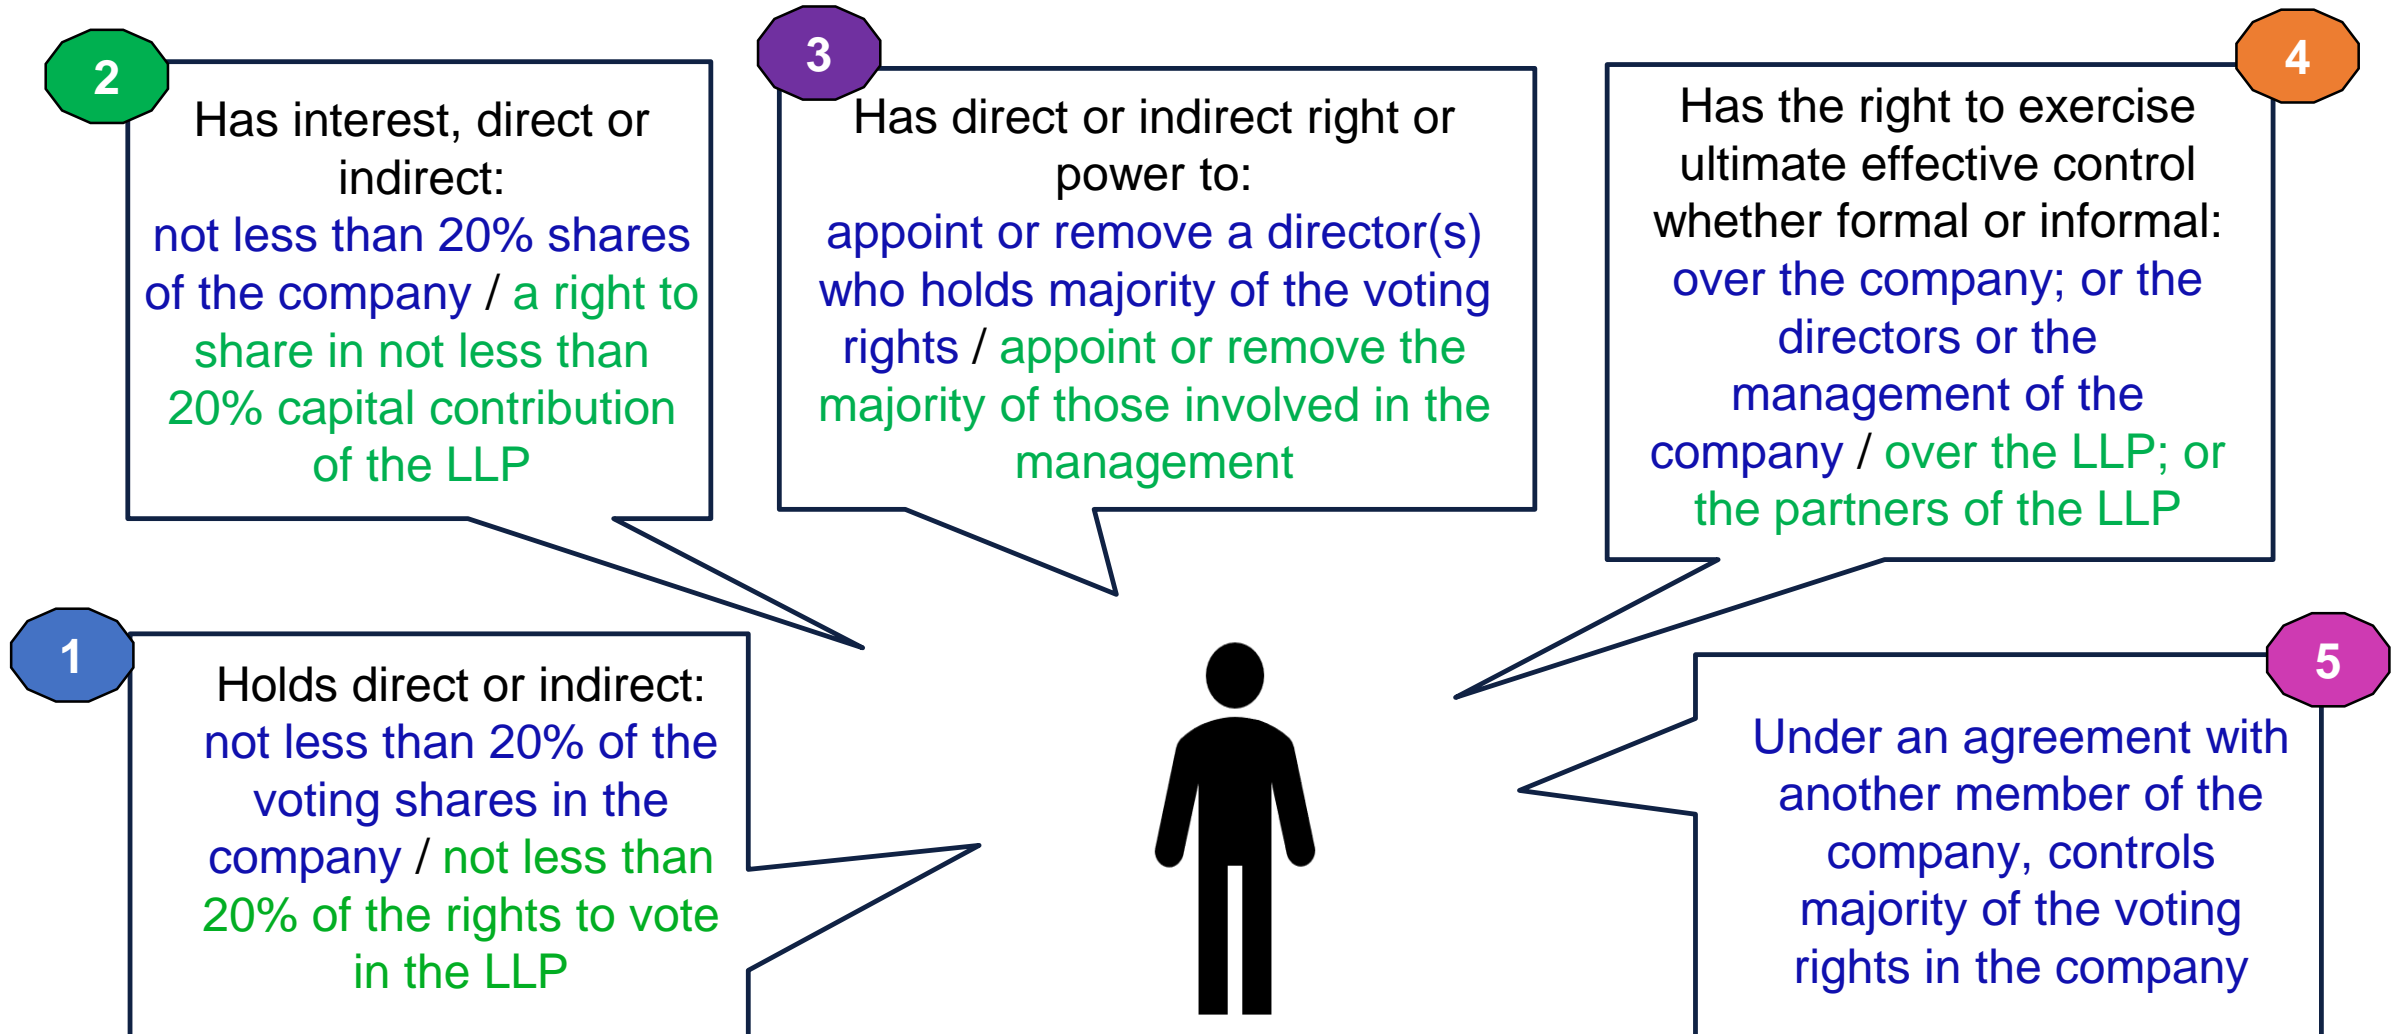 2
Has interest, direct or
indirect:
not less than 20% shares
of the company / a right to
share in not less than
20% capital contribution
of the LLP
3
Has direct or indirect right or
power to:
appoint or remove a director(s)
who holds majority of the voting
rights / appoint or remove the
majority of those involved in the
management
4
Has the right to exercise
ultimate effective control
whether formal or informal:
over the company; or the
directors or the
management of the
company / over the LLP; or
the partners of the LLP
1
Holds direct or indirect:
not less than 20% of the
voting shares in the
company / not less than
20% of the rights to vote
in the LLP
5
Under an agreement with
another member of the
company, controls
majority of the voting
rights in the company